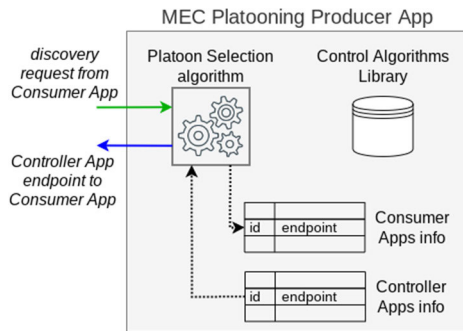 MEC Platooning Producer App
discovery
request from
Consumer App
Platoon Selection
algorithm
Control Algorithms
Library
Controller App
endpoint to
Consumer App
id endpoint
Consumer
Apps info
id endpoint
Controller
Apps info